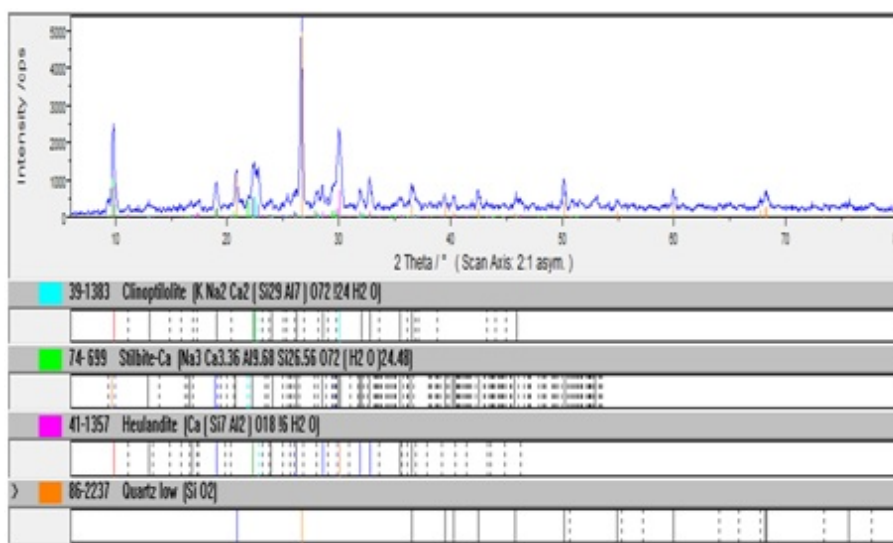 Intensity /cps
5000
4000
3000
2000
1000
0
10 20 30 40 50 60 70
2 Theta / ° ( Scan Axis: 2:1 asym. )
39-1383 Clinoptilolite (K Na2 Ca2 ( Si29 Al7 ) O72 !24 H2 O)
74- 699 Stilbite-Ca (Na3 Ca3.36 Al9.68 Si26.56 O72 ( H2 O )24.48)
41-1357 Heulandite (Ca ( Si7 Al2 ) O18 !6 H2 O)
> 86-2237 Quartz low (Si O2)